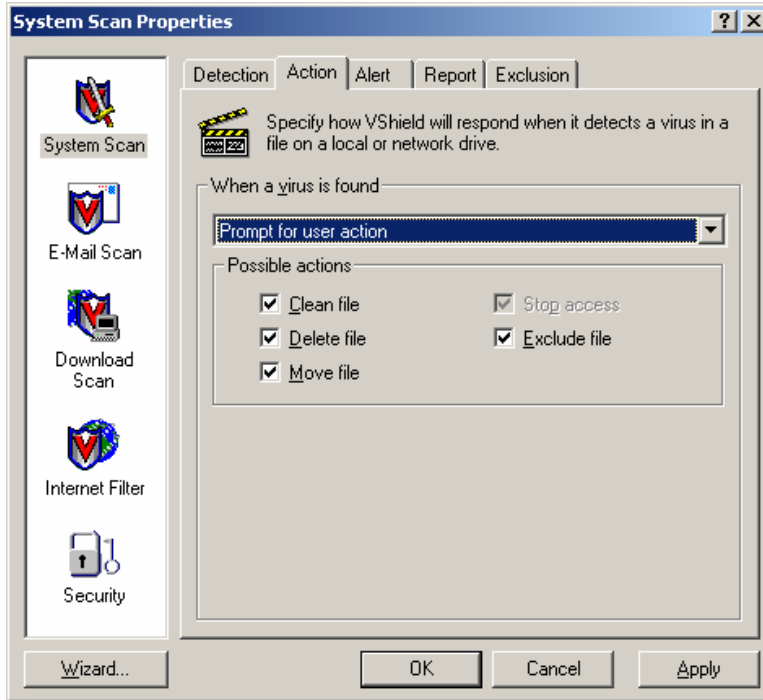 System Scan Properties
System Scan
E-Mail Scan
Download
Scan
Internet Filter
Security
Detection
Action
Alert
Report
Exclusion
Specify how VShield will respond when it detects a virus in a
file on a local or network drive.
When a virus is found
Prompt for user action
Possible actions
Clean file
Stop access
Delete file
Exclude file
Move file
Wizard...
OK
Cancel
Apply